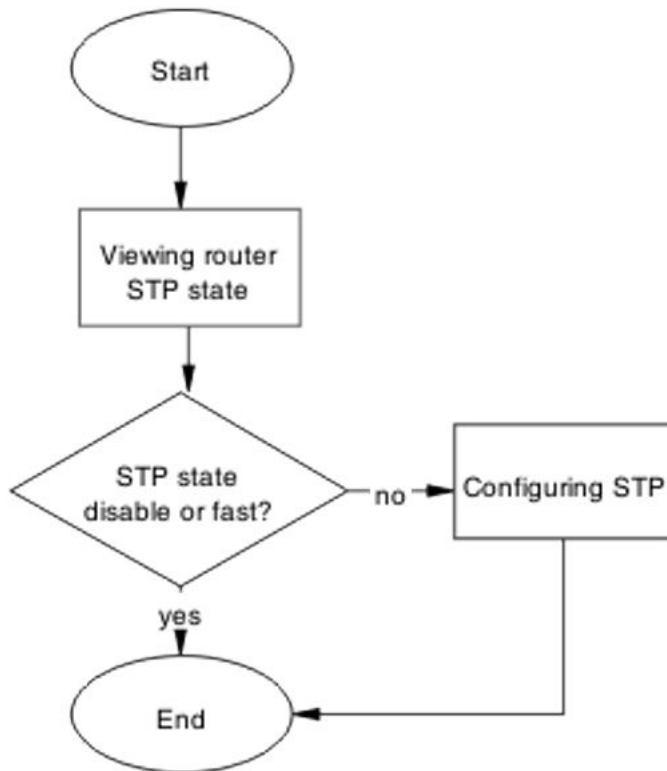 Start
Viewing router
STP state
STP state
disable or fast?
no
Configuring STP
yes
End